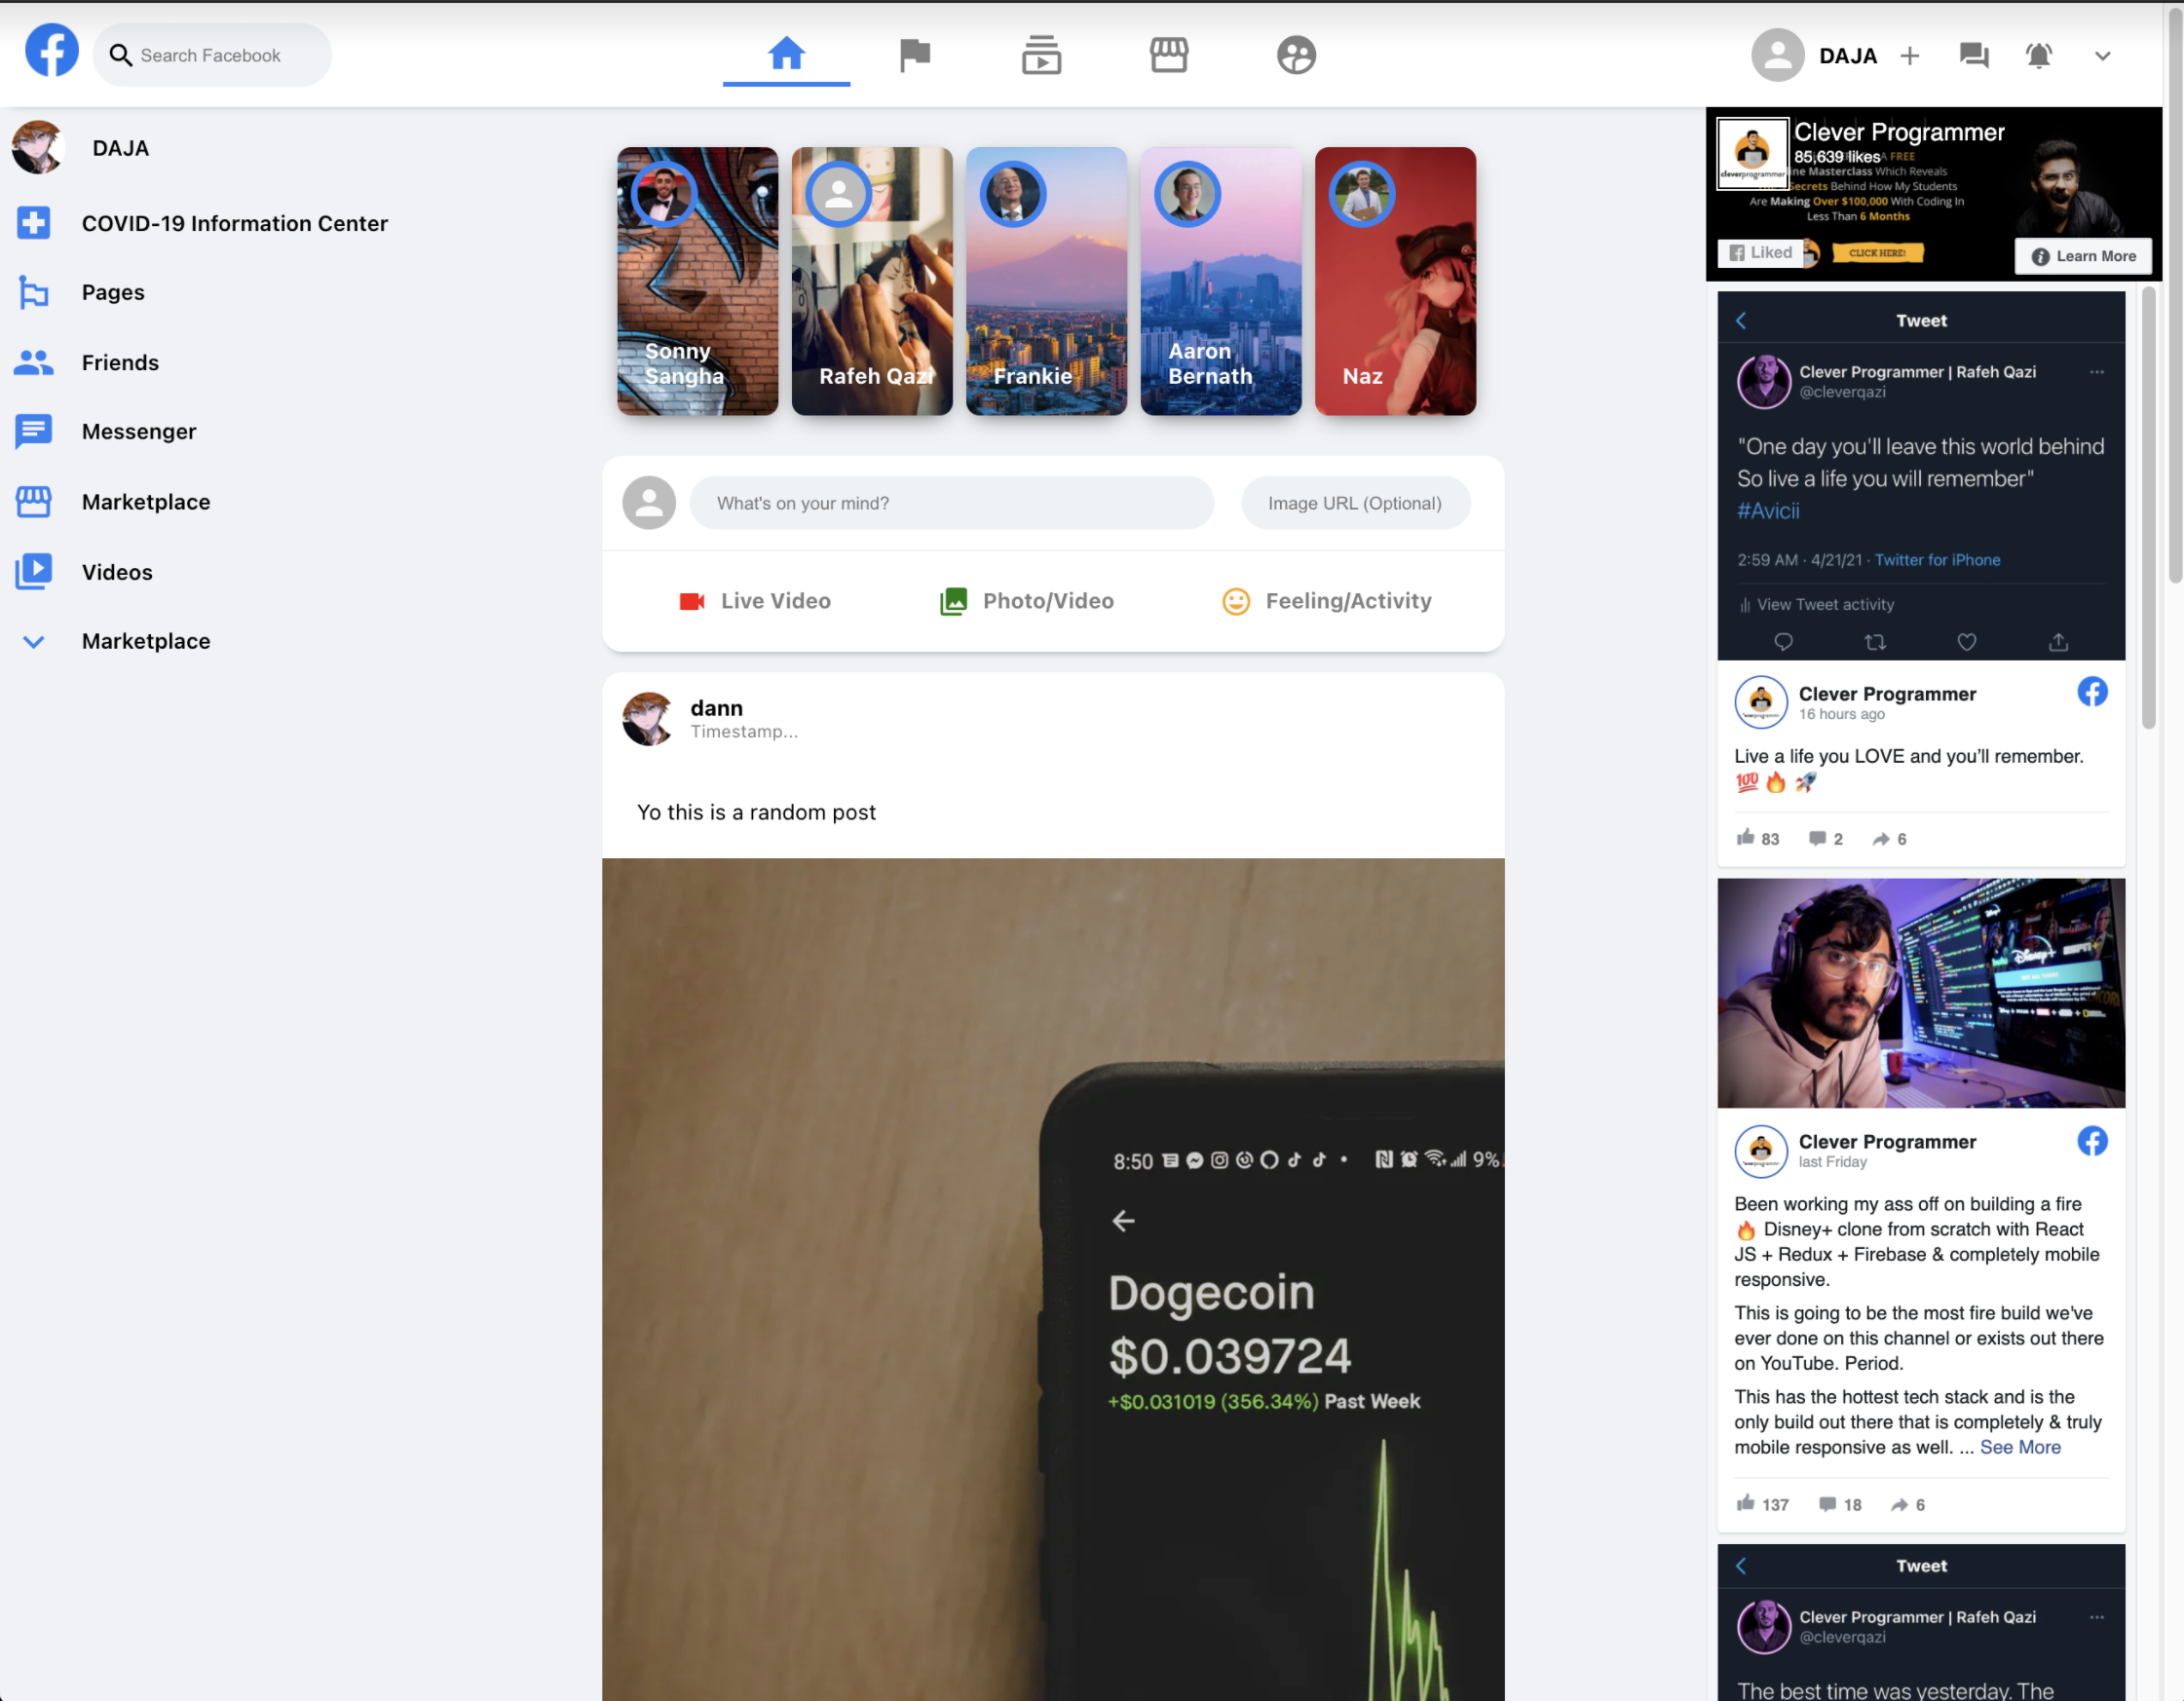 Search Facebook
DAJA
DAJA
COVID-19 Information Center
Pages
Friends
Messenger
Marketplace
Videos
Marketplace
Sonny
Sangha
Rafeh Qazi
Frankie
Aaron
Bernath
Naz
What's on your mind?
Image URL (Optional)
Live Video
Photo/Video
Feeling/Activity
dann
Timestamp...
Yo this is a random post
8:50
9%
Dogecoin
$0.039724
+$0.031019 (356.34%) Past Week
Clever Programmer
85,639 likes
A FREE
ine Masterclass Which Reveals
Secrets Behind How My Students
Are Making Over $100,000 With Coding In
Less Than 6 Months
cleverprogrammer
Liked
CLICK HERE!
Learn More
Tweet
Clever Programmer | Rafeh Qazi
@cleverqazi
"One day you'll leave this world behind
So live a life you will remember"
#Avicii
2:59 AM · 4/21/21 · Twitter for iPhone
View Tweet activity
Clever Programmer
16 hours ago
Live a life you LOVE and you’ll remember.
💯 🔥 🚀
83 2 6
Disney+
ESPN
Clever Programmer
last Friday
Been working my ass off on building a fire
🔥 Disney+ clone from scratch with React
JS + Redux + Firebase & completely mobile
responsive.
This is going to be the most fire build we've
ever done on this channel or exists out there
on YouTube. Period.
This has the hottest tech stack and is the
only build out there that is completely & truly
mobile responsive as well. ... See More
137 18 6
Tweet
Clever Programmer | Rafeh Qazi
@cleverqazi
The best time was yesterday. The